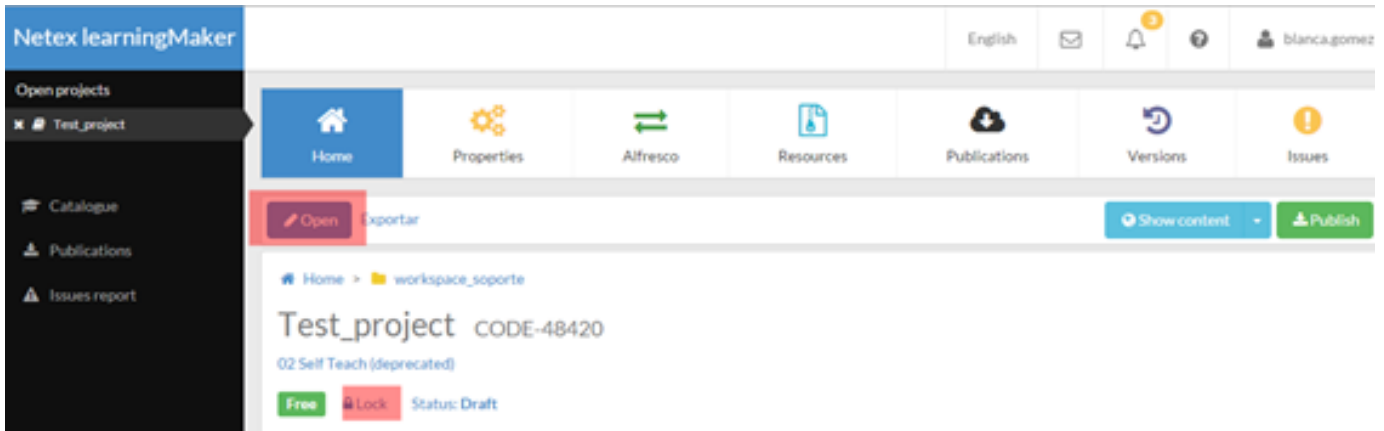 Netex learningMaker
English
3
blanca.gomez
Open projects
Test_project
Home
Properties
Alfresco
Resources
Publications
Versions
Issues
Catalogue
Publications
Issues report
Open
Exportar
Show content
Publish
Home > workspace_soporte
Test_project CODE-48420
02 Self Teach (deprecated)
Free Lock Status: Draft